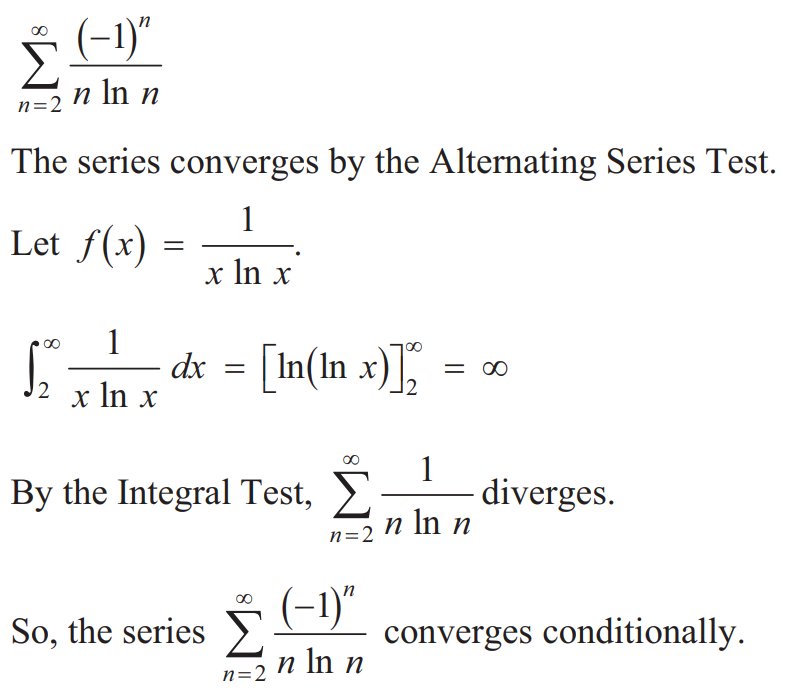 $\sum_{n=2}^{\infty} \frac{(-1)^n}{n \ln n}$
The series converges by the Alternating Series Test.
Let $f(x) = \frac{1}{x \ln x}.$
$\int_2^{\infty} \frac{1}{x \ln x} dx = \left[\ln(\ln x)\right]_2^{\infty} = \infty$
By the Integral Test, $\sum_{n=2}^{\infty} \frac{1}{n \ln n}$ diverges.
So, the series $\sum_{n=2}^{\infty} \frac{(-1)^n}{n \ln n}$ converges conditionally.